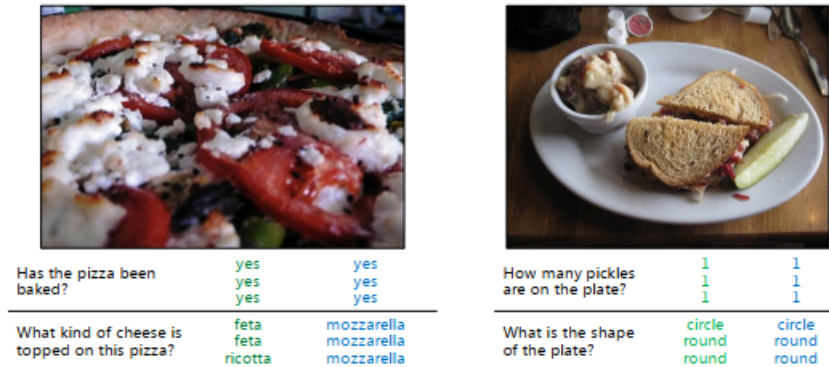 Has the pizza been
baked?
yes yes
yes yes
yes yes
What kind of cheese is
topped on this pizza?
feta mozzarella
feta mozzarella
ricotta mozzarella
How many pickles
are on the plate?
1 1
1 1
1 1
What is the shape
of the plate?
circle circle
round round
round round